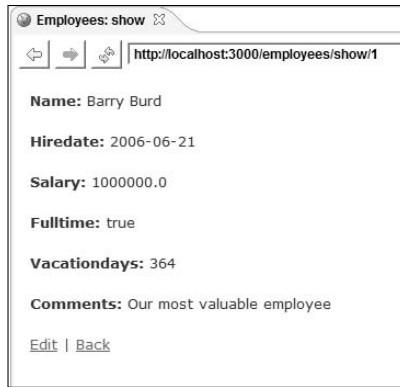 Employees: show
http://localhost:3000/employees/show/1
Name: Barry Burd
Hiredate: 2006-06-21
Salary: 1000000.0
Fulltime: true
Vacationdays: 364
Comments: Our most valuable employee
Edit | Back